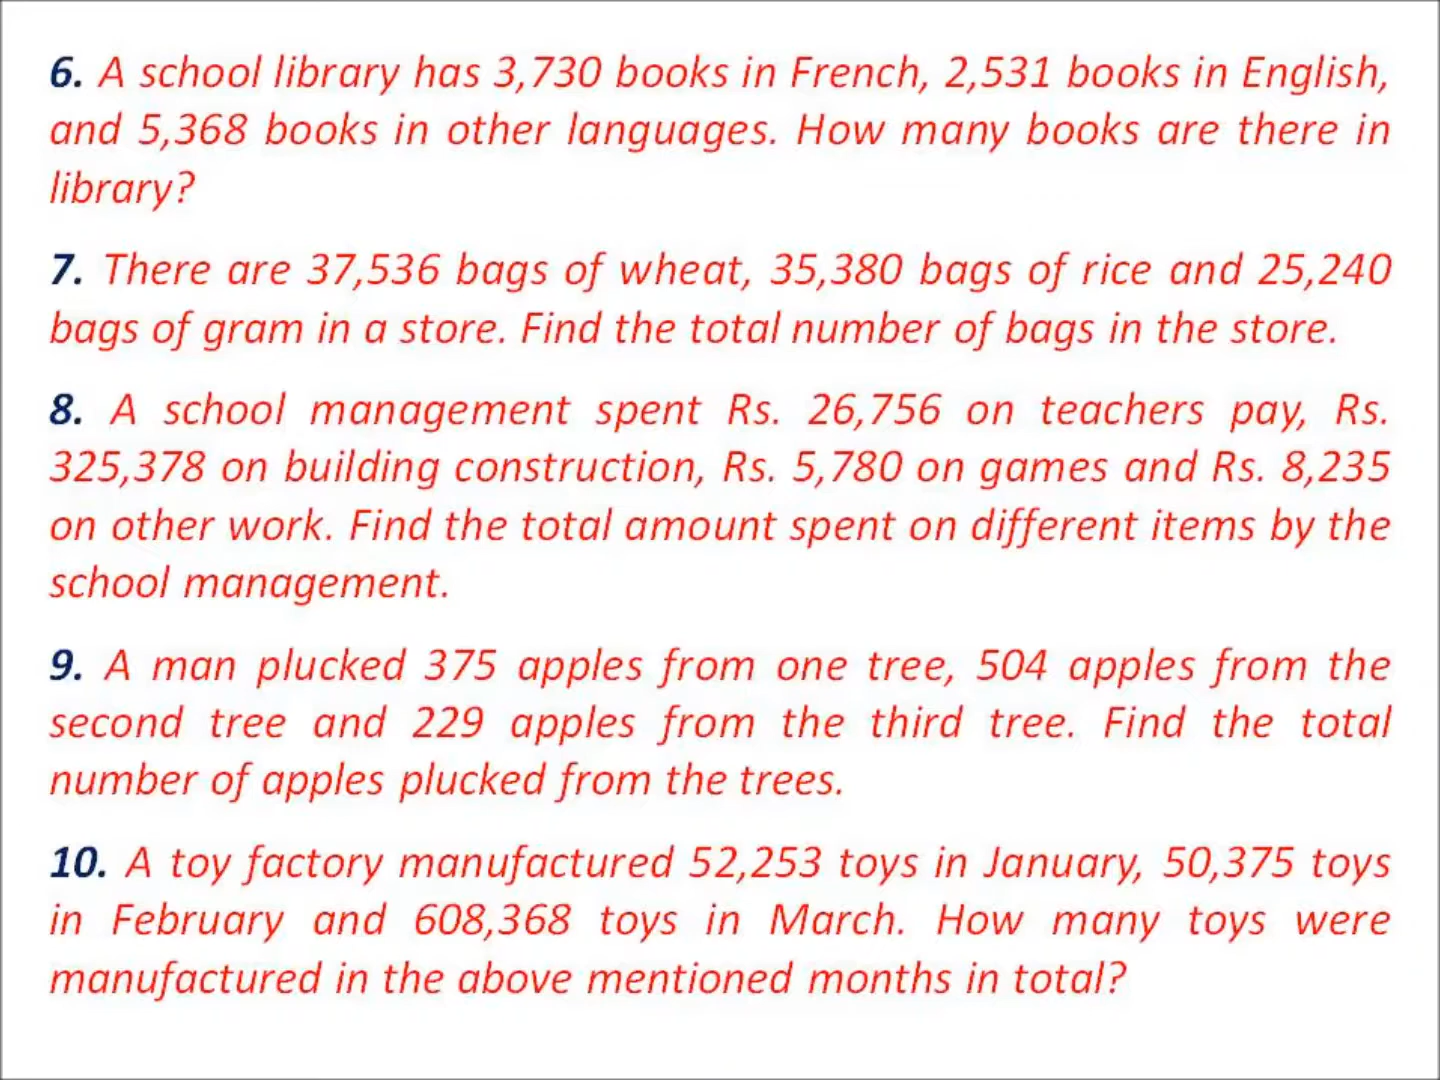 6. A school library has 3,730 books in French, 2,531 books in English,
and 5,368 books in other languages. How many books are there in
library?
7. There are 37,536 bags of wheat, 35,380 bags of rice and 25,240
bags of gram in a store. Find the total number of bags in the store.
8. A school management spent Rs. 26,756 on teachers pay, Rs.
325,378 on building construction, Rs. 5,780 on games and Rs. 8,235
on other work. Find the total amount spent on different items by the
school management.
9. A man plucked 375 apples from one tree, 504 apples from the
second tree and 229 apples from the third tree. Find the total
number of apples plucked from the trees.
10. A toy factory manufactured 52,253 toys in January, 50,375 toys
in February and 608,368 toys in March. How many toys were
manufactured in the above mentioned months in total?